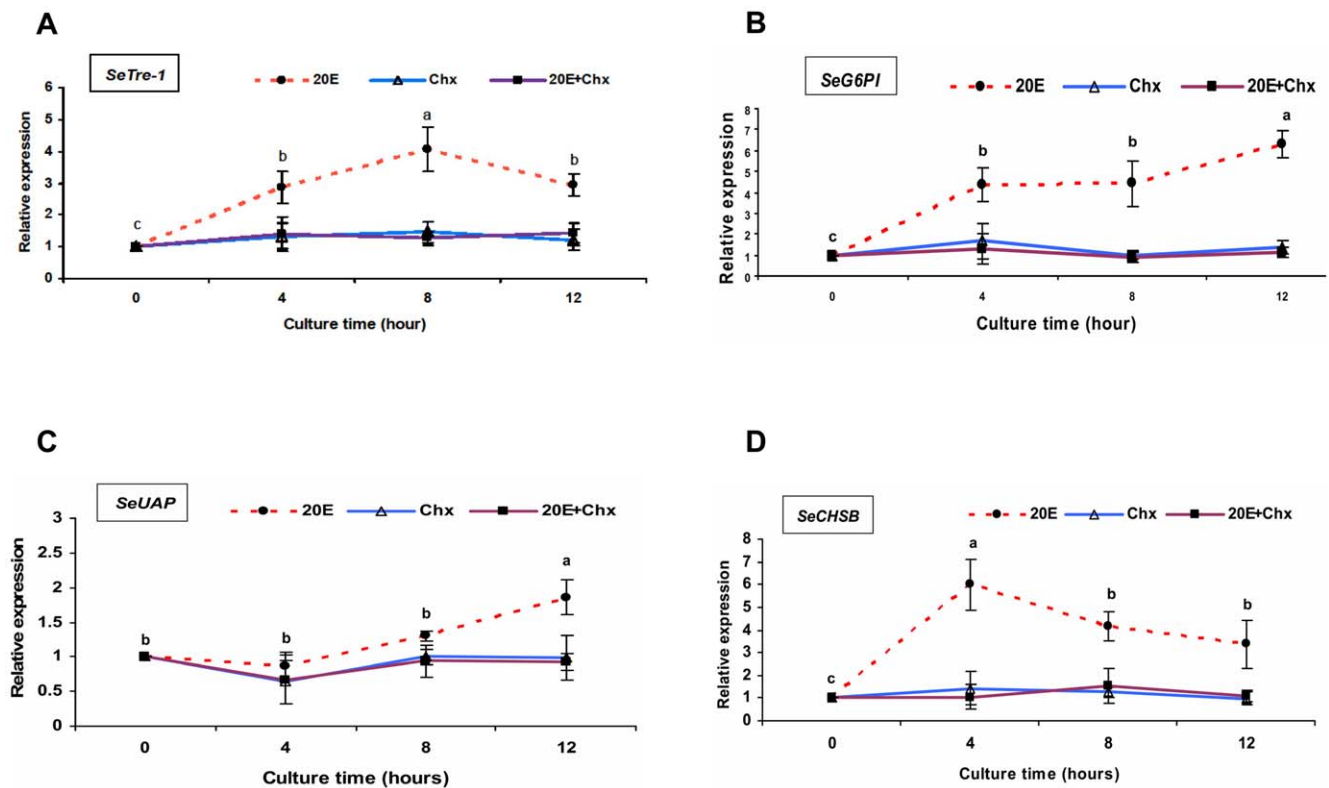 A
SeTre-1
20E Chx 20E+Chx
6
5
4
3
2
1
0
Relative expression
c
b
a
b
0 4 8 12
Culture time (hour)
B
SeG6PI
20E Chx 20E+Chx
8
7
6
5
4
3
2
1
0
Relative expression
c
b
b
a
0 4 8 12
Culture time (hour)
C
SeUAP
20E Chx 20E+Chx
3
2.5
2
1.5
1
0.5
0
Relative expression
b
b
b
a
0 4 8 12
Culture time (hours)
D
SeCHSB
20E Chx 20E+Chx
8
7
6
5
4
3
2
1
0
Relative expression
c
a
b
b
0 4 8 12
Culture time (hours)